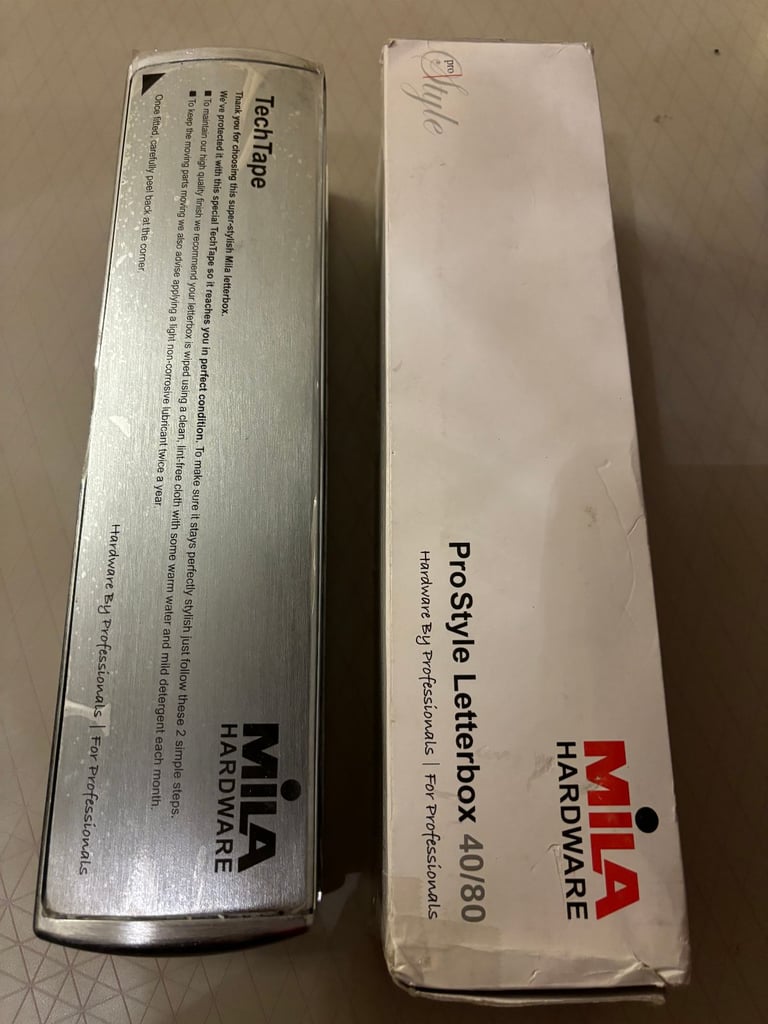 TechTape
Thank you for choosing this super-stylish Mila letterbox.
We've protected it with this special TechTape so it reaches you in perfect condition. To make sure it stays perfectly stylish just follow these 2 simple steps.
■ To maintain our high quality finish we recommend your letterbox is wiped using a clean, lint-free cloth with some warm water and mild detergent each month.
■ To keep the moving parts moving we also advise applying a light non-corrosive lubricant twice a year.
Once fitted, carefully peel back at the corner
MiLA
HARDWARE
Hardware By Professionals | For Professionals
pro
Style
MiLA
HARDWARE
ProStyle Letterbox 40/80
Hardware By Professionals | For Professionals